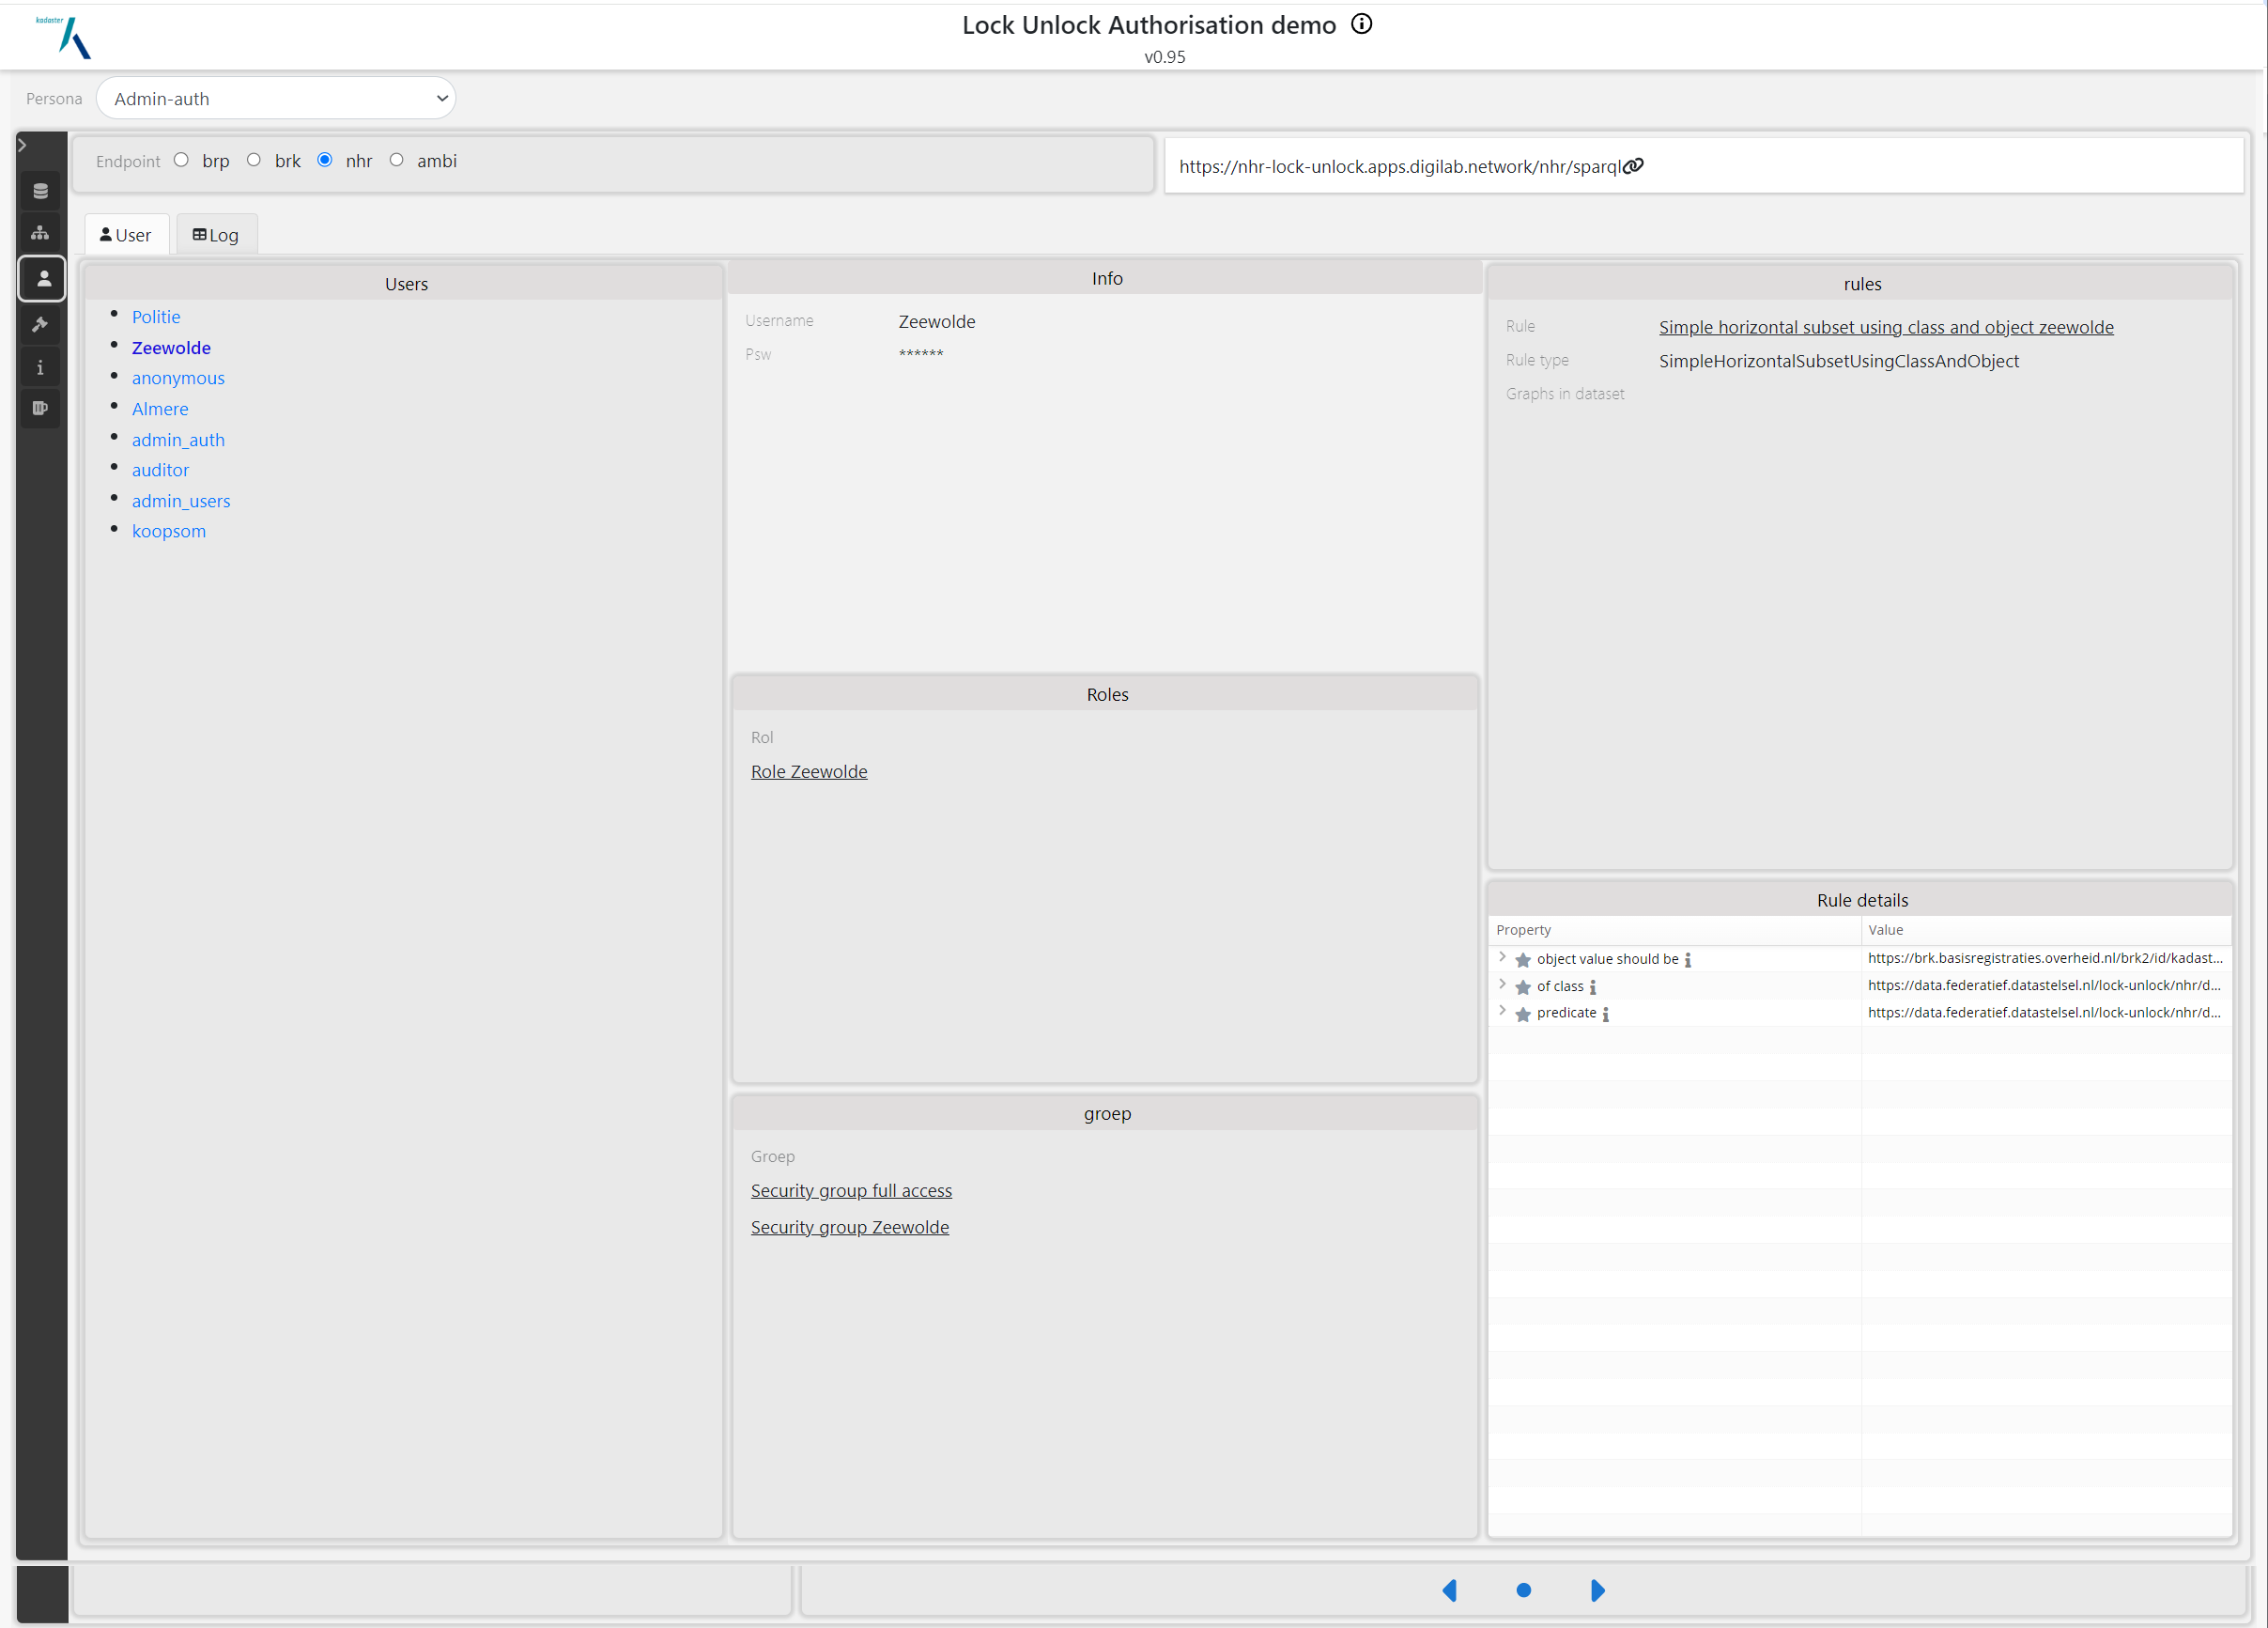 kadaster
Lock Unlock Authorisation demo
v0.95
Persona
Admin-auth
Endpoint brp brk nhr ambi
https://nhr-lock-unlock.apps.digilab.network/nhr/sparql
User
Log
Users
Politie
Zeewolde
anonymous
Almere
admin_auth
auditor
admin_users
koopsom
Info
Username Zeewolde
Psw ******
Roles
Rol
Role Zeewolde
groep
Groep
Security group full access
Security group Zeewolde
rules
Rule Simple horizontal subset using class and object zeewolde
Rule type SimpleHorizontalSubsetUsingClassAndObject
Graphs in dataset
Rule details
Property Value
object value should be https://brk.basisregistraties.overheid.nl/brk2/id/kadast...
of class https://data.federatief.datastelsel.nl/lock-unlock/nhr/d...
predicate https://data.federatief.datastelsel.nl/lock-unlock/nhr/d...